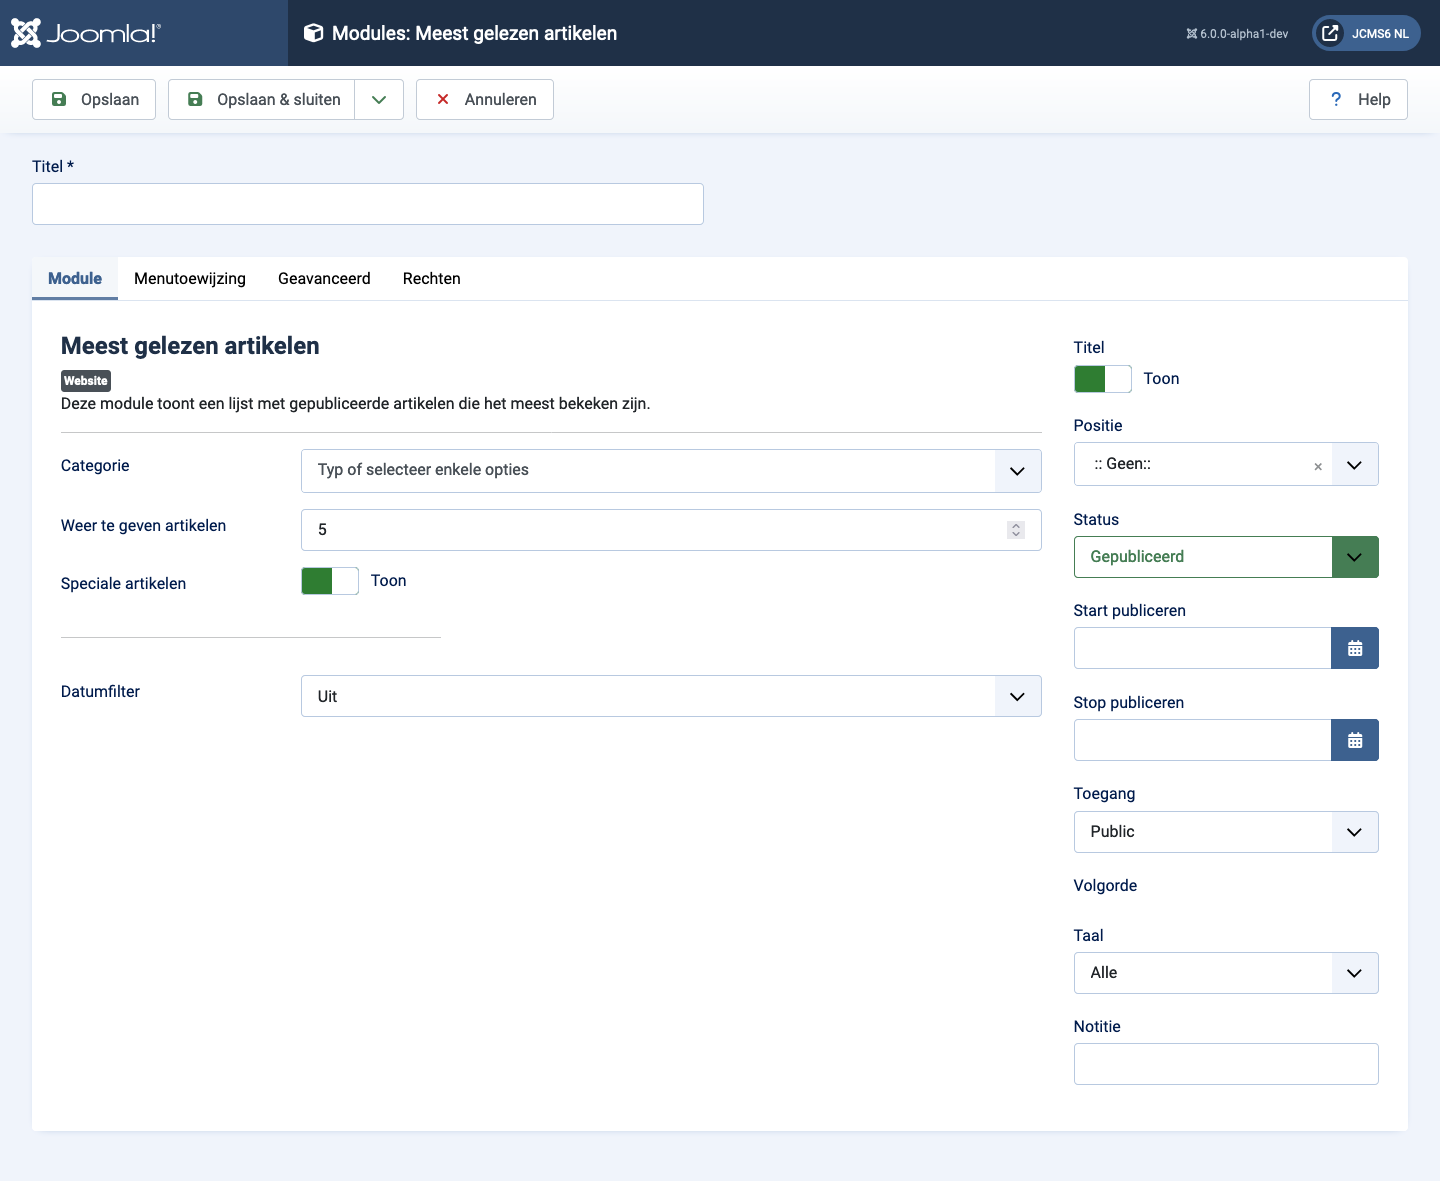 Joomla!®
Modules: Meest gelezen artikelen
6.0.0-alpha1-dev
JCMS6 NL
Opslaan
Opslaan & sluiten
Annuleren
? Help
Titel *
Module
Menutoewijzing
Geavanceerd
Rechten
Meest gelezen artikelen
Website
Deze module toont een lijst met gepubliceerde artikelen die het meest bekeken zijn.
Categorie
Typ of selecteer enkele opties
Weer te geven artikelen
5
Speciale artikelen
Toon
Datumfilter
Uit
Titel
Toon
Positie
:: Geen::
×
Status
Gepubliceerd
Start publiceren
Stop publiceren
Toegang
Public
Volgorde
Taal
Alle
Notitie